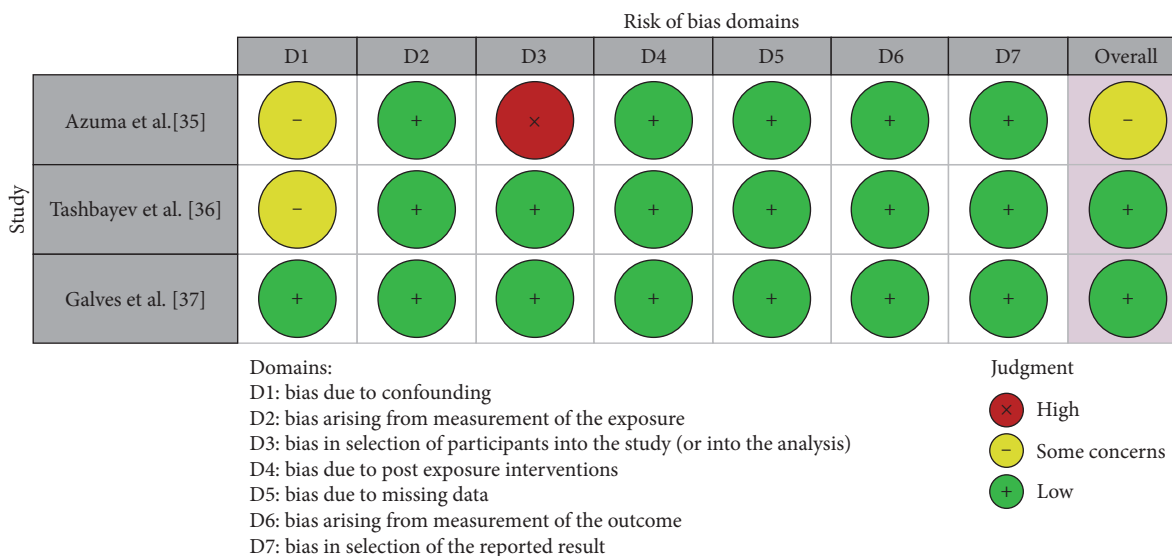 Risk of bias domains
D1 D2 D3 D4 D5 D6 D7 Overall
Study
Azuma et al.[35] − + × + + + + −
Tashbayev et al. [36] − + + + + + + +
Galves et al. [37] + + + + + + + +
Domains:
D1: bias due to confounding
D2: bias arising from measurement of the exposure
D3: bias in selection of participants into the study (or into the analysis)
D4: bias due to post exposure interventions
D5: bias due to missing data
D6: bias arising from measurement of the outcome
D7: bias in selection of the reported result
Judgment
× High
− Some concerns
+ Low